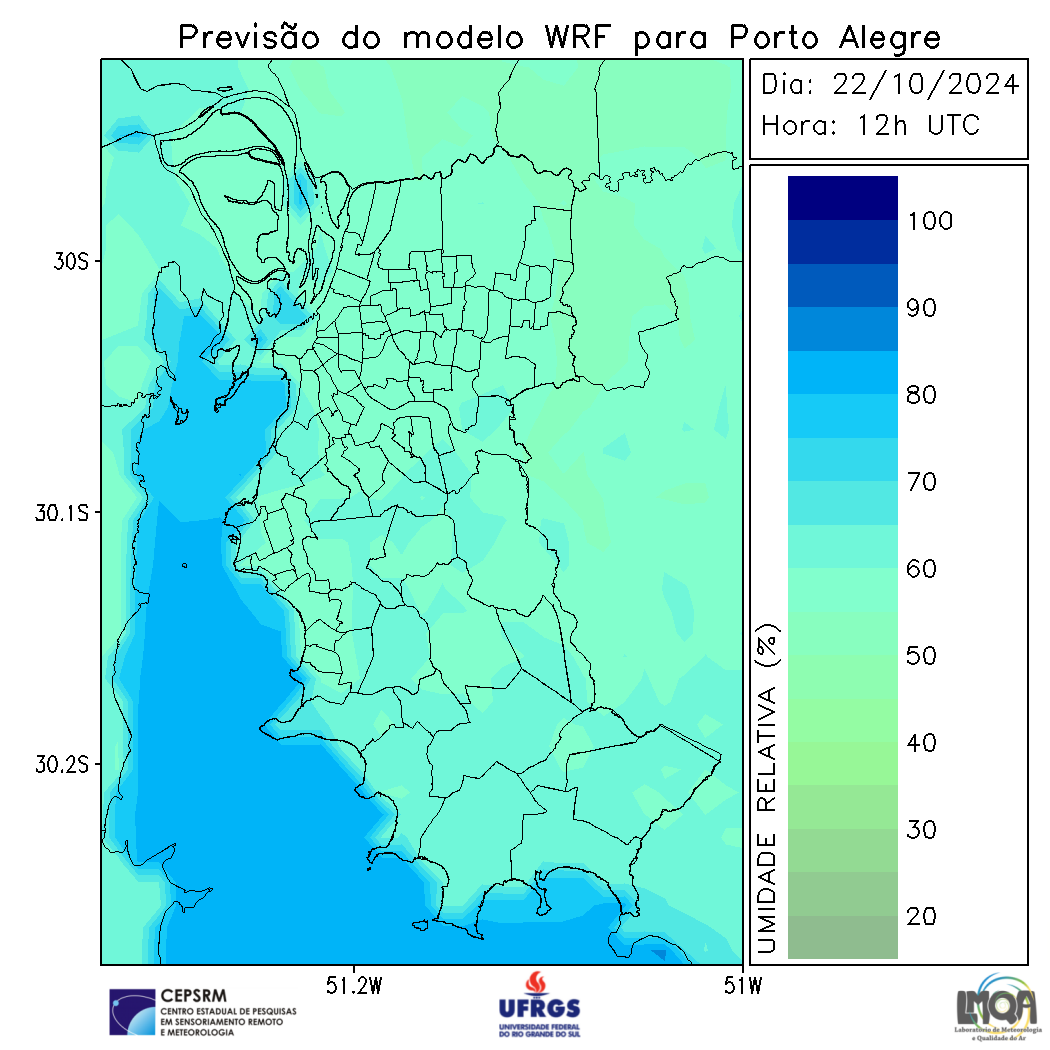 Previsão do modelo WRF para Porto Alegre
Dia: 22/10/2024
Hora: 12h UTC
30S
30.1S
30.2S
51.2W
51W
UMIDADE RELATIVA (%)
100
90
80
70
60
50
40
30
20
CEPSRM
CENTRO ESTADUAL DE PESQUISAS
EM SENSORIAMENTO REMOTO
E METEOROLOGIA
UFRGS
UNIVERSIDADE FEDERAL
DO RIO GRANDE DO SUL
LMQA
Laboratório de Meteorologia
e Qualidade do Ar